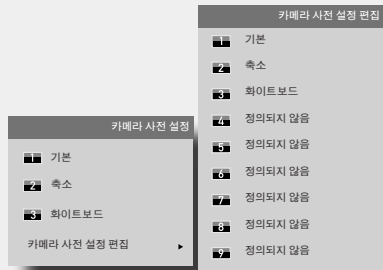 카메라 사전 설정
1 기본
2 축소
3 화이트보드
카메라 사전 설정 편집
카메라 사전 설정 편집
1 기본
2 축소
3 화이트보드
4 정의되지 않음
5 정의되지 않음
6 정의되지 않음
7 정의되지 않음
8 정의되지 않음
9 정의되지 않음